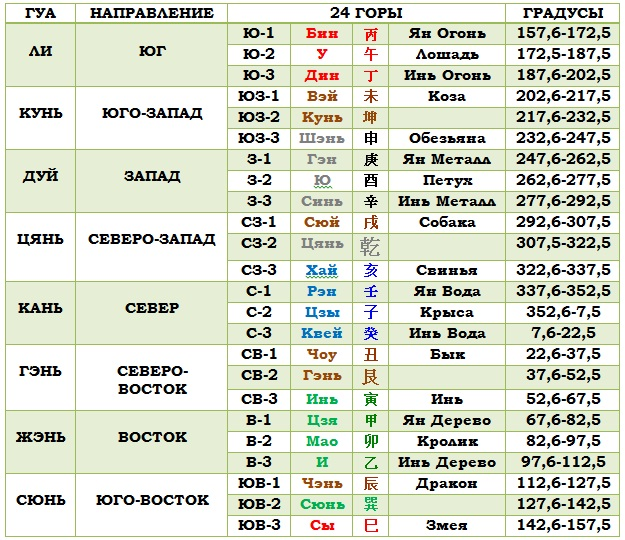 ГУА НАПРАВЛЕНИЕ 24 ГОРЫ ГРАДУСЫ
ЛИ ЮГ Ю-1 Бин 丙 Ян Огонь 157,6-172,5
Ю-2 У 午 Лошадь 172,5-187,5
Ю-3 Дин 丁 Инь Огонь 187,6-202,5
КУНЬ ЮГО-ЗАПАД ЮЗ-1 Вэй 未 Коза 202,6-217,5
ЮЗ-2 Кунь 坤 217,6-232,5
ЮЗ-3 Шэнь 申 Обезьяна 232,6-247,5
ДУЙ ЗАПАД З-1 Гэн 庚 Ян Металл 247,6-262,5
З-2 Ю 酉 Петух 262,6-277,5
З-3 Синь 辛 Инь Металл 277,6-292,5
ЦЯНЬ СЕВЕРО-ЗАПАД СЗ-1 Сюй 戌 Собака 292,6-307,5
СЗ-2 Цянь 乾 307,5-322,5
СЗ-3 Хай 亥 Свинья 322,6-337,5
КАНЬ СЕВЕР С-1 Рэн 壬 Ян Вода 337,6-352,5
С-2 Цзы 子 Крыса 352,6-7,5
С-3 Квей 癸 Инь Вода 7,6-22,5
ГЭНЬ СЕВЕРО-ВОСТОК СВ-1 Чоу 丑 Бык 22,6-37,5
СВ-2 Гэнь 艮 37,6-52,5
СВ-3 Инь 寅 Инь 52,6-67,5
ЖЭНЬ ВОСТОК В-1 Цзя 甲 Ян Дерево 67,6-82,5
В-2 Мао 卯 Кролик 82,6-97,5
В-3 И 乙 Инь Дерево 97,6-112,5
СЮНЬ ЮГО-ВОСТОК ЮВ-1 Чэнь 辰 Дракон 112,6-127,5
ЮВ-2 Сюнь 巽 127,6-142,5
ЮВ-3 Сы 巳 Змея 142,6-157,5